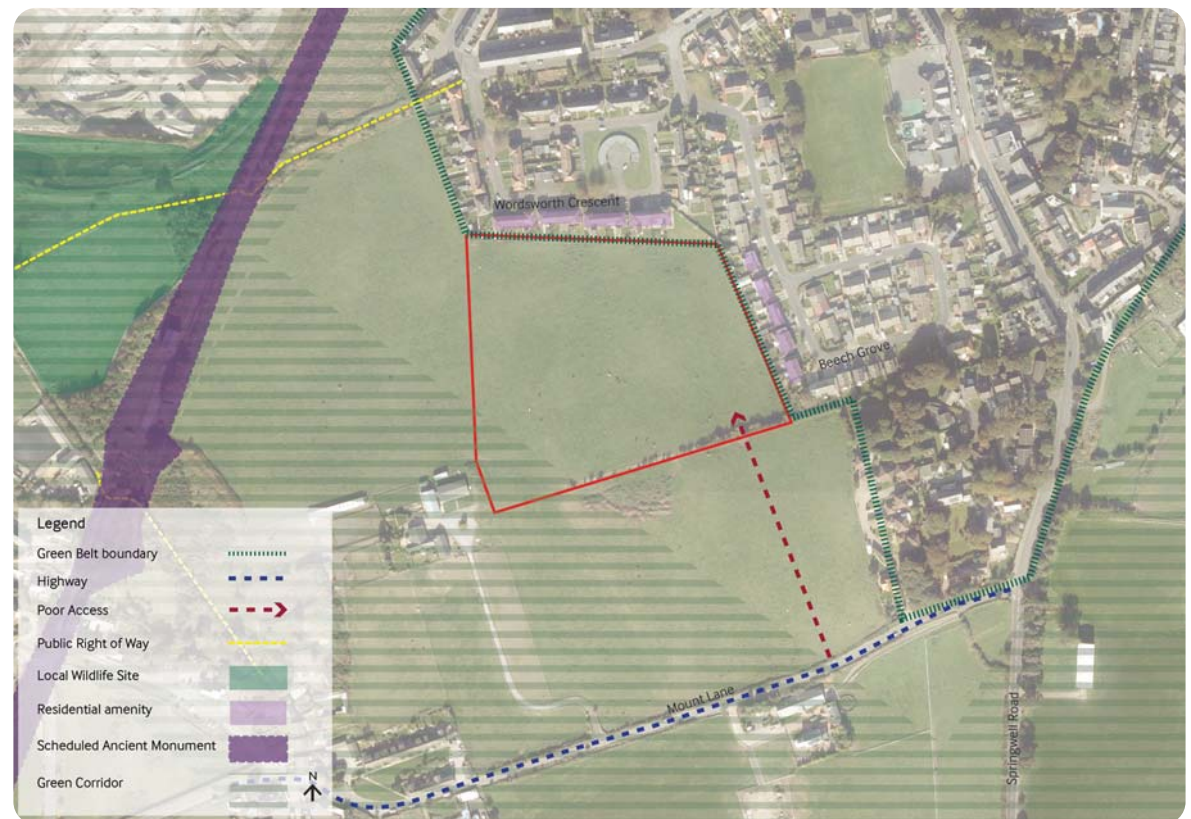 Wordsworth Crescent
Beech Grove
Mount Lane
Springwell Road
Legend
Green Belt boundary
Highway
Poor Access
Public Right of Way
Local Wildlife Site
Residential amenity
Scheduled Ancient Monument
Green Corridor
N